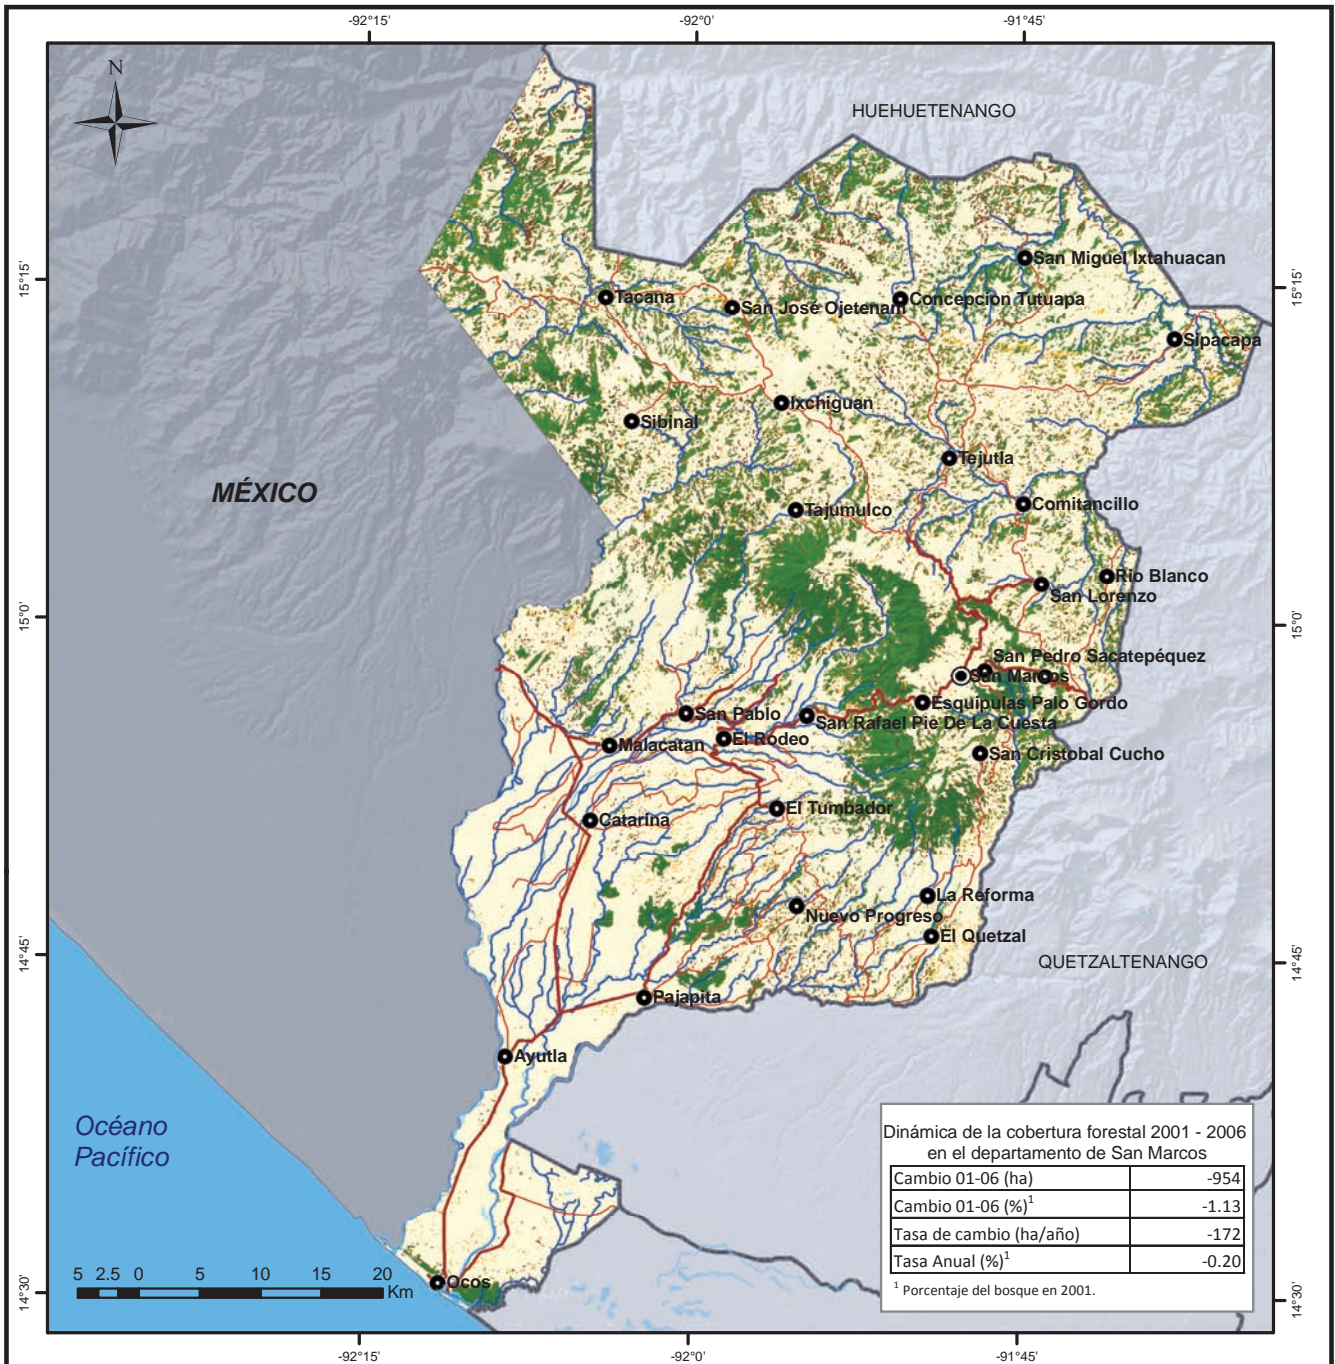 -92°15'
-92°0'
-91°45'
N
HUEHUETENANGO
15°15'
15°15'
San Miguel Ixtahuacan
Tacana
San José Ojetenam
Concepcion Tutuapa
Sipacapa
Ixchiguan
Sibinal
Tejutla
MÉXICO
Tajumulco
Comitancillo
Rio Blanco
San Lorenzo
15°0'
15°0'
San Pedro Sacatepéquez
San Marcos
Esquipulas Palo Gordo
San Pablo
San Rafael Pie De La Cuesta
El Rodeo
Malacatan
San Cristobal Cucho
El Tumbador
Catarina
La Reforma
Nuevo Progreso
El Quetzal
14°45'
14°45'
QUETZALTENANGO
Pajapita
Ayutla
Océano
Pacífico
Dinámica de la cobertura forestal 2001 - 2006
en el departamento de San Marcos
Cambio 01-06 (ha) -954
Cambio 01-06 (%)¹ -1.13
Tasa de cambio (ha/año) -172
Tasa Anual (%)¹ -0.20
¹ Porcentaje del bosque en 2001.
5 2.5 0 5 10 15 20
Km
Ocos
14°30'
14°30'
-92°15'
-92°0'
-91°45'